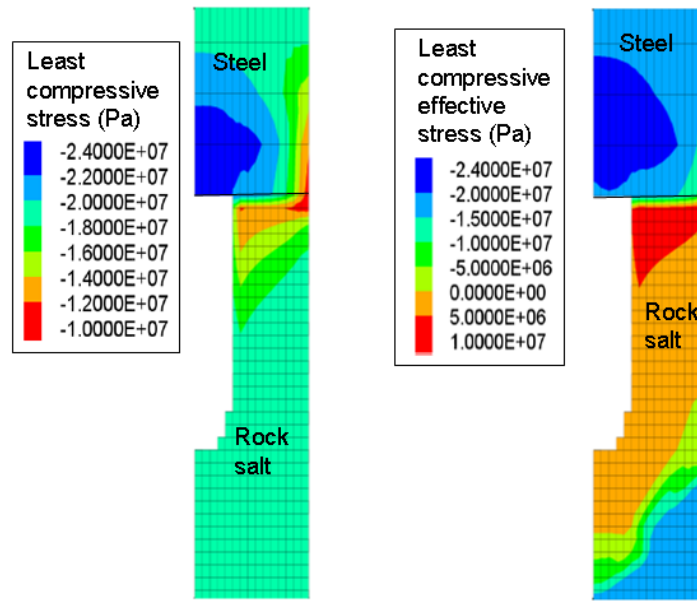 Least
compressive
stress (Pa)
-2.4000E+07
-2.2000E+07
-2.0000E+07
-1.8000E+07
-1.6000E+07
-1.4000E+07
-1.2000E+07
-1.0000E+07
Steel
Rock
salt
Least
compressive
effective
stress (Pa)
-2.4000E+07
-2.0000E+07
-1.5000E+07
-1.0000E+07
-5.0000E+06
0.0000E+00
5.0000E+06
1.0000E+07
Steel
Rock
salt